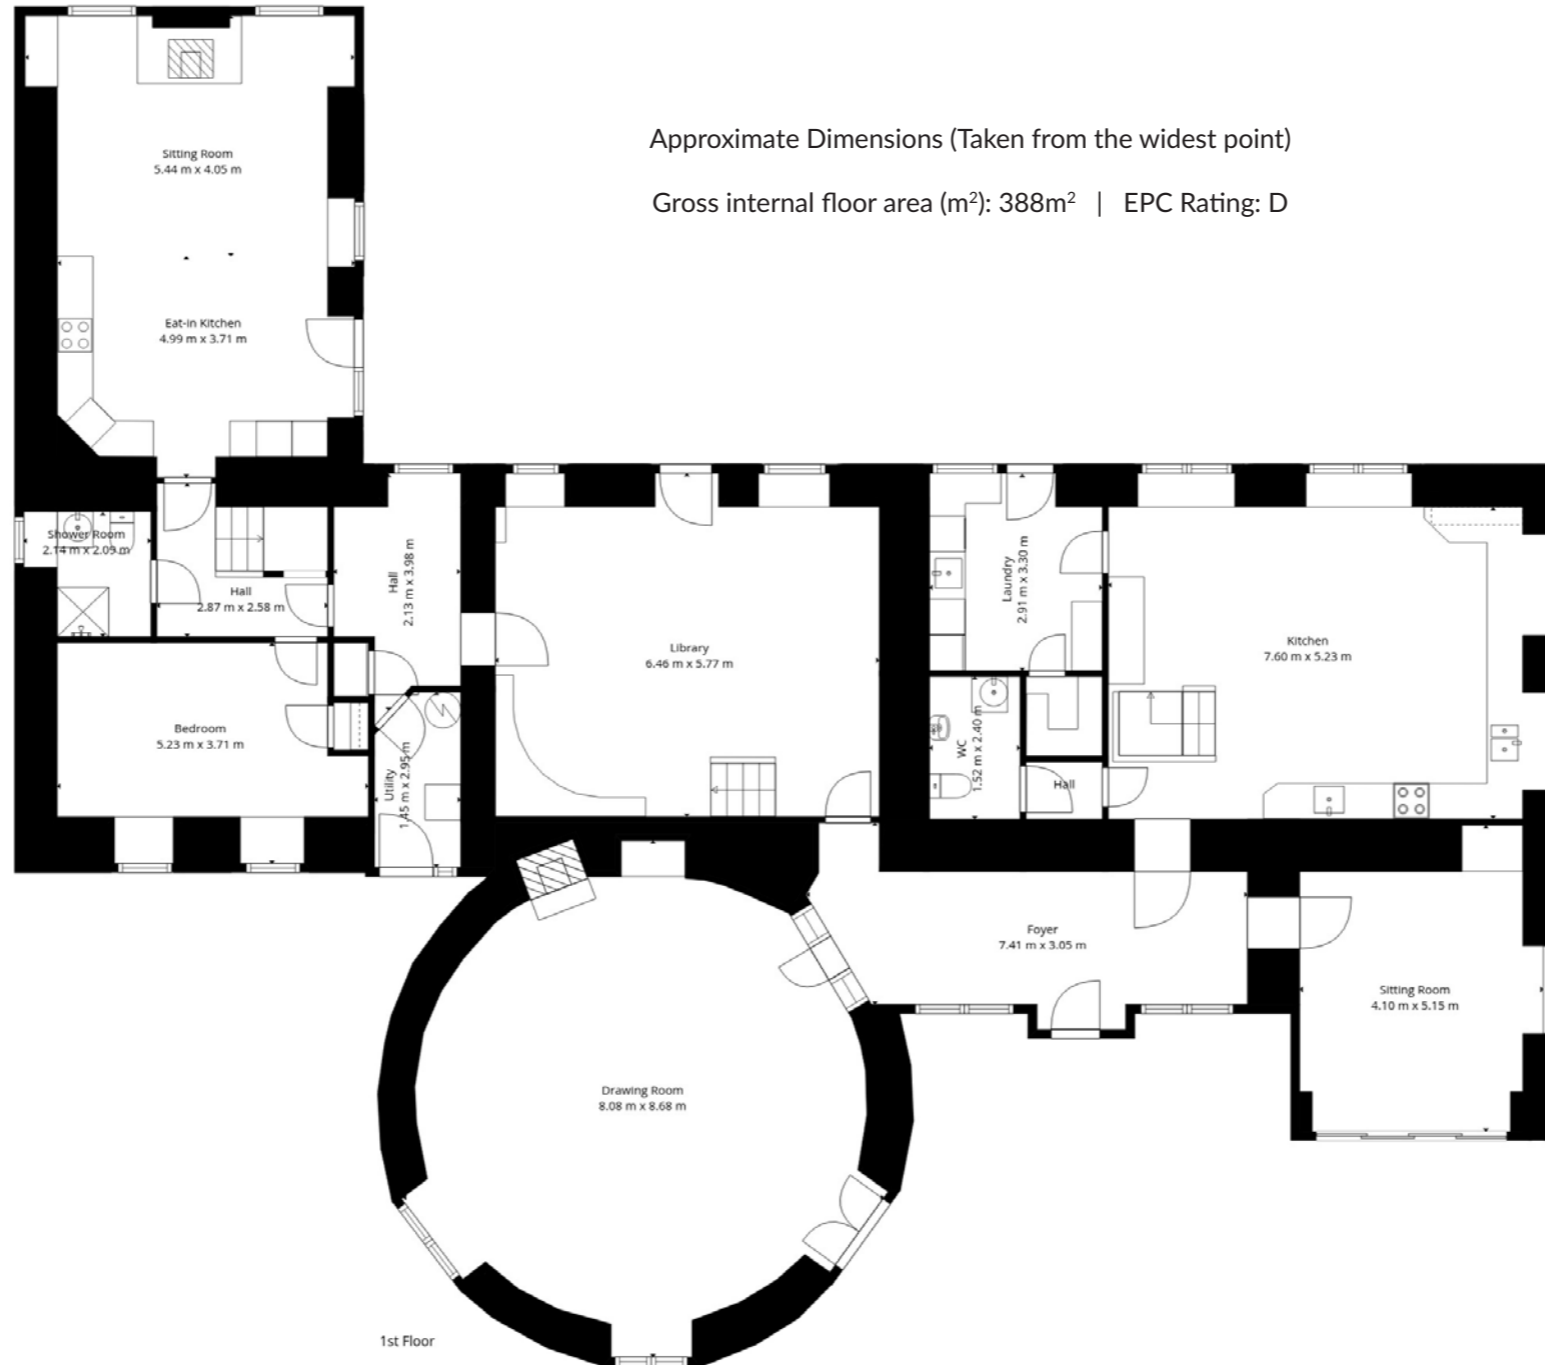 Approximate Dimensions (Taken from the widest point)
Gross internal floor area (m²): 388m² | EPC Rating: D
Sitting Room
5.44 m x 4.05 m
Eat-in Kitchen
4.99 m x 3.71 m
Shower Room
2.14 m x 2.09 m
Hall
2.87 m x 2.58 m
Hall
2.13 m x 3.98 m
Bedroom
5.23 m x 3.71 m
Utility
1.45 m x 2.95 m
Library
6.46 m x 5.77 m
Laundry
2.91 m x 3.30 m
WC
1.52 m x 2.40 m
Hall
Kitchen
7.60 m x 5.23 m
Foyer
7.41 m x 3.05 m
Sitting Room
4.10 m x 5.15 m
Drawing Room
8.08 m x 8.68 m
1st Floor